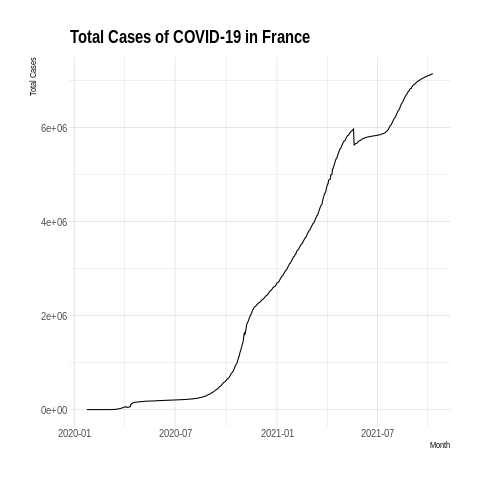 Total Cases of COVID-19 in France
Total Cases
6e+06
4e+06
2e+06
0e+00
2020-01 2020-07 2021-01 2021-07
Month